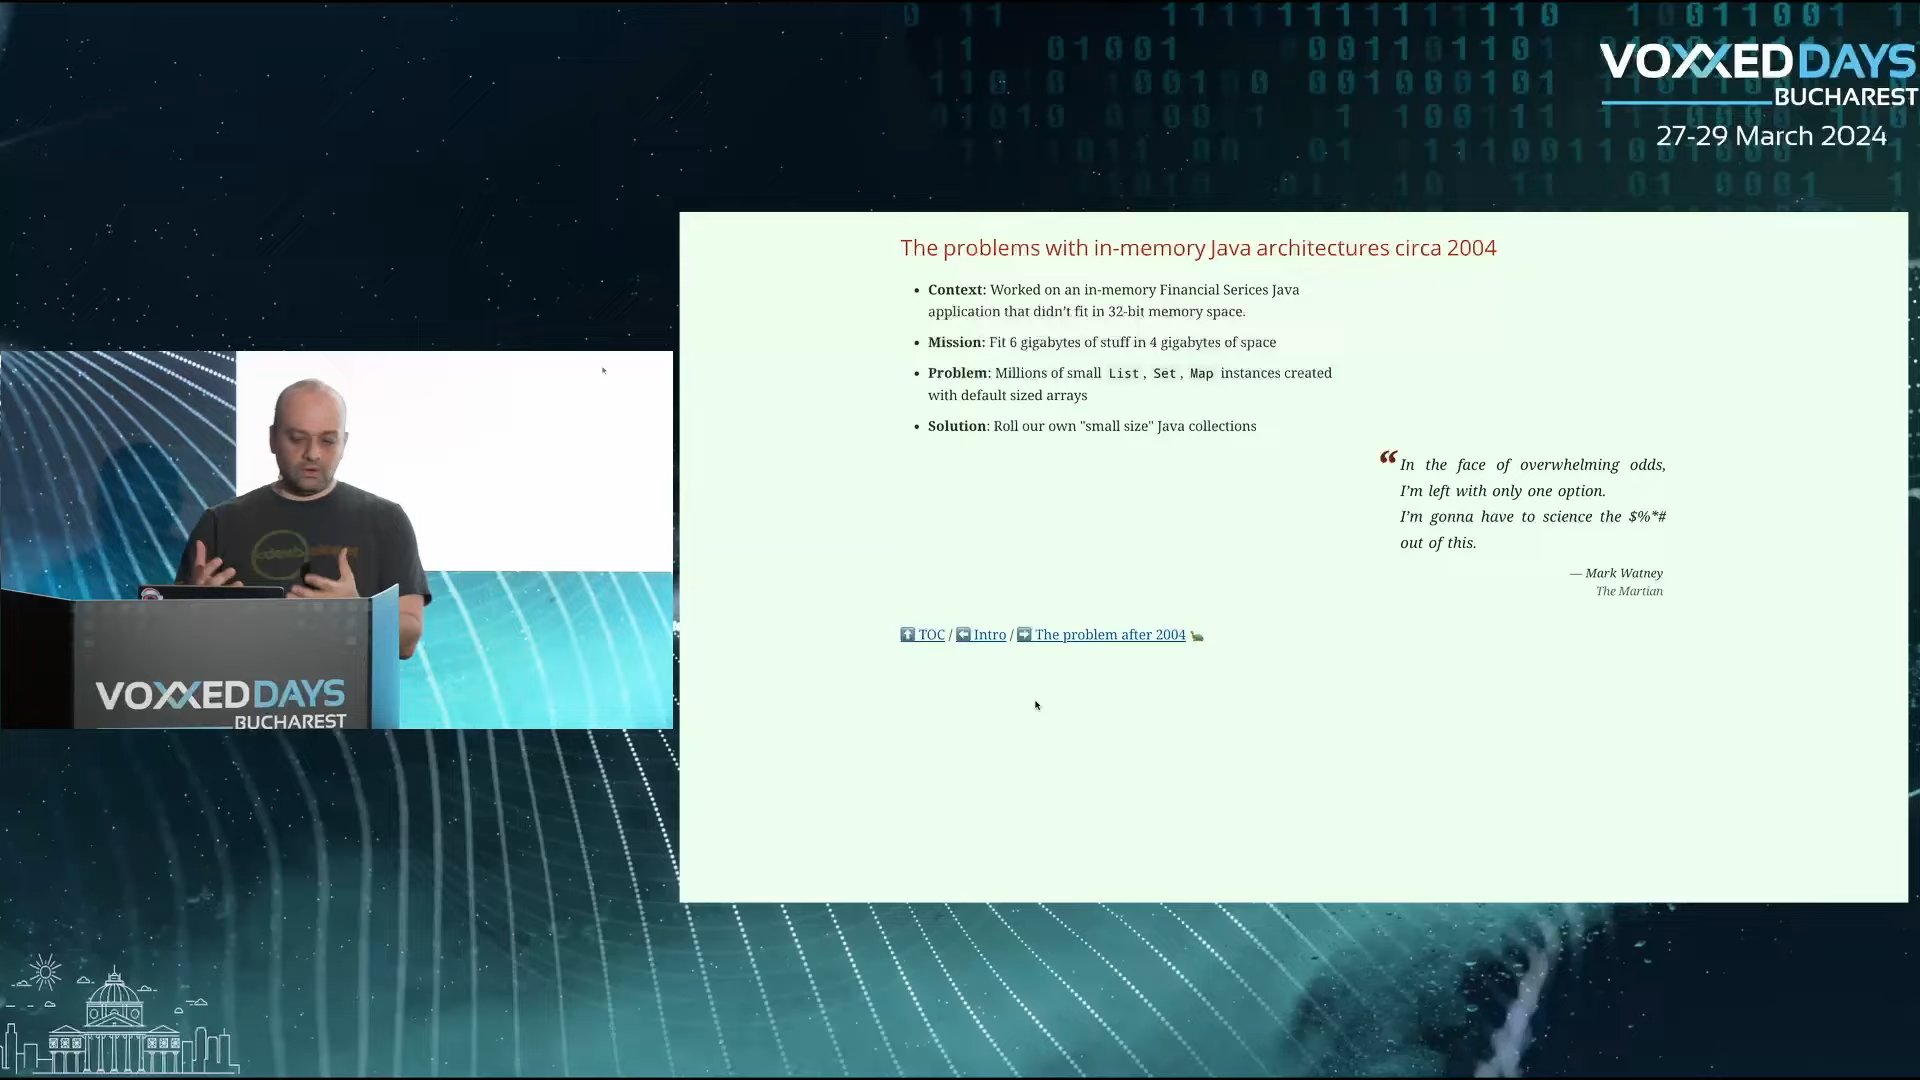 VOXXEDDAYS
BUCHAREST
27-29 March 2024
The problems with in-memory Java architectures circa 2004
• Context: Worked on an in-memory Financial Serices Java
application that didn't fit in 32-bit memory space.
• Mission: Fit 6 gigabytes of stuff in 4 gigabytes of space
• Problem: Millions of small List, Set, Map instances created
with default sized arrays
• Solution: Roll our own "small size" Java collections
“In the face of overwhelming odds,
I'm left with only one option.
I'm gonna have to science the $%*#
out of this.
— Mark Watney
The Martian
TOC / Intro / The problem after 2004
VOXXEDDAYS
BUCHAREST